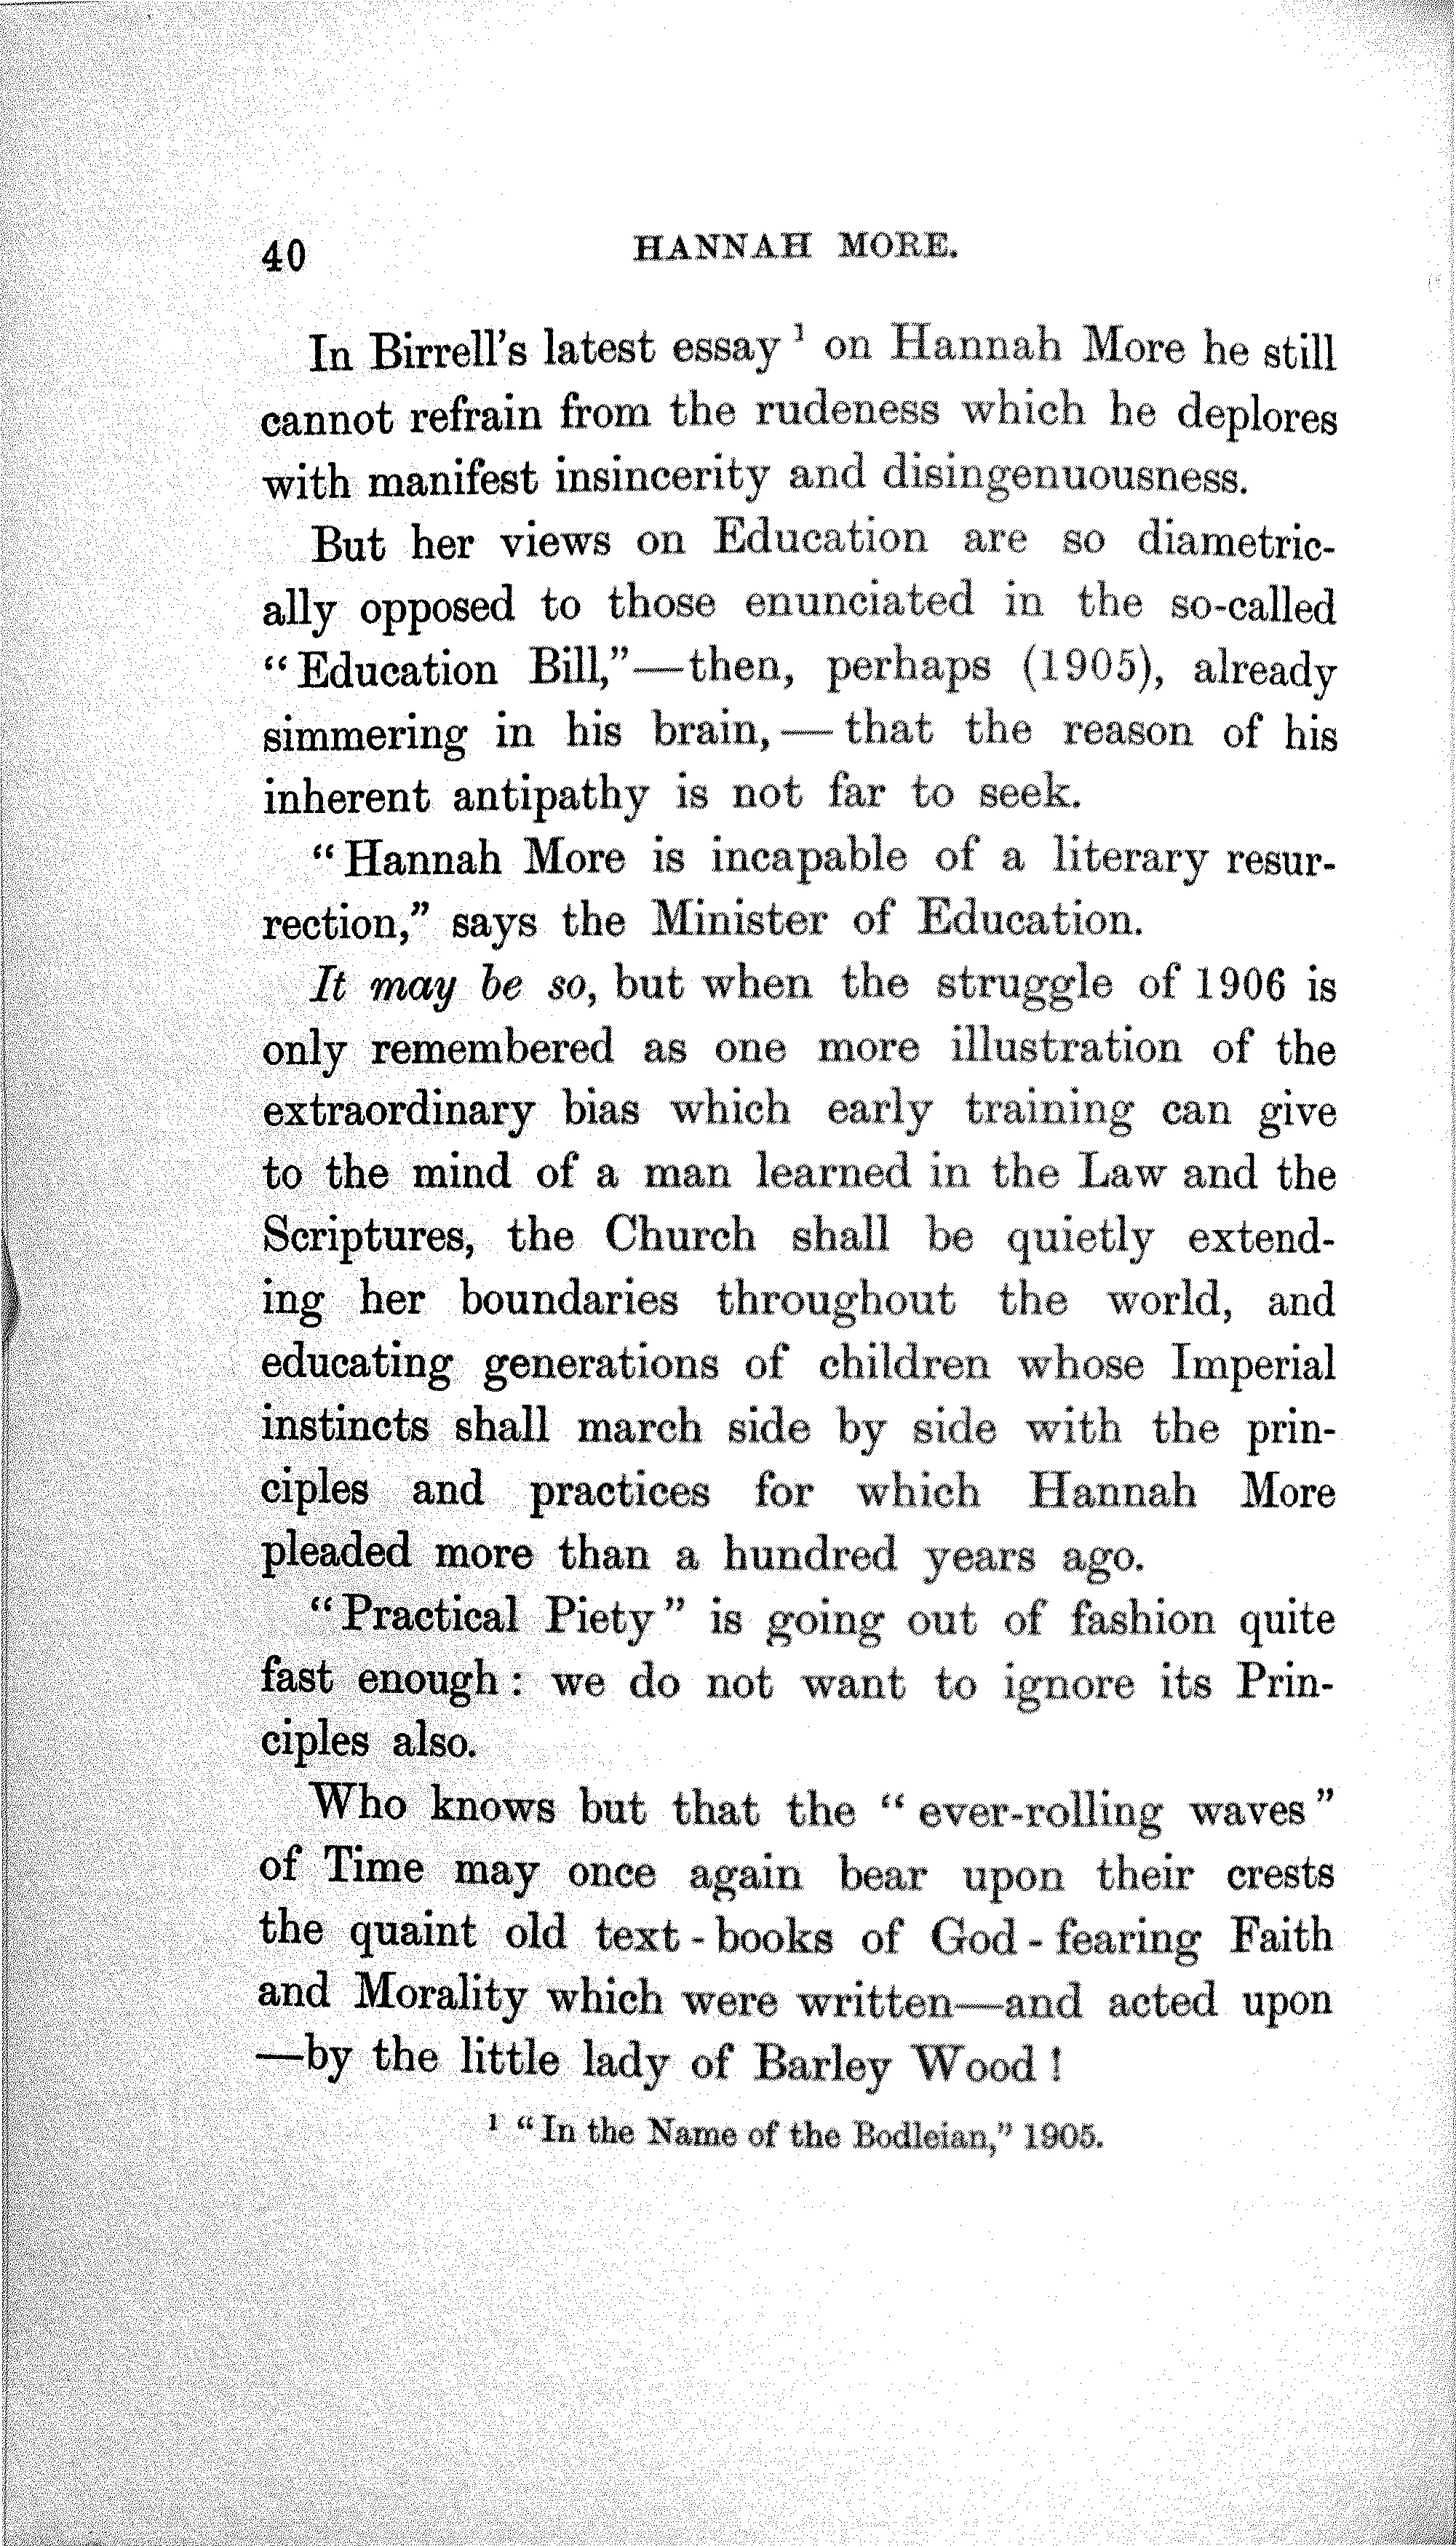 40 HANNAH MORE.
In Birrell's latest essay ¹ on Hannah More he still
cannot refrain from the rudeness which he deplores
with manifest insincerity and disingenuousness.
But her views on Education are so diametric-
ally opposed to those enunciated in the so-called
“Education Bill,”—then, perhaps (1905), already
simmering in his brain,—that the reason of his
inherent antipathy is not far to seek.
“Hannah More is incapable of a literary resur-
rection,” says the Minister of Education.
It may be so, but when the struggle of 1906 is
only remembered as one more illustration of the
extraordinary bias which early training can give
to the mind of a man learned in the Law and the
Scriptures, the Church shall be quietly extend-
ing her boundaries throughout the world, and
educating generations of children whose Imperial
instincts shall march side by side with the prin-
ciples and practices for which Hannah More
pleaded more than a hundred years ago.
“Practical Piety” is going out of fashion quite
fast enough: we do not want to ignore its Prin-
ciples also.
Who knows but that the “ever-rolling waves”
of Time may once again bear upon their crests
the quaint old text-books of God-fearing Faith
and Morality which were written—and acted upon
—by the little lady of Barley Wood!
¹ “In the Name of the Bodleian,” 1905.